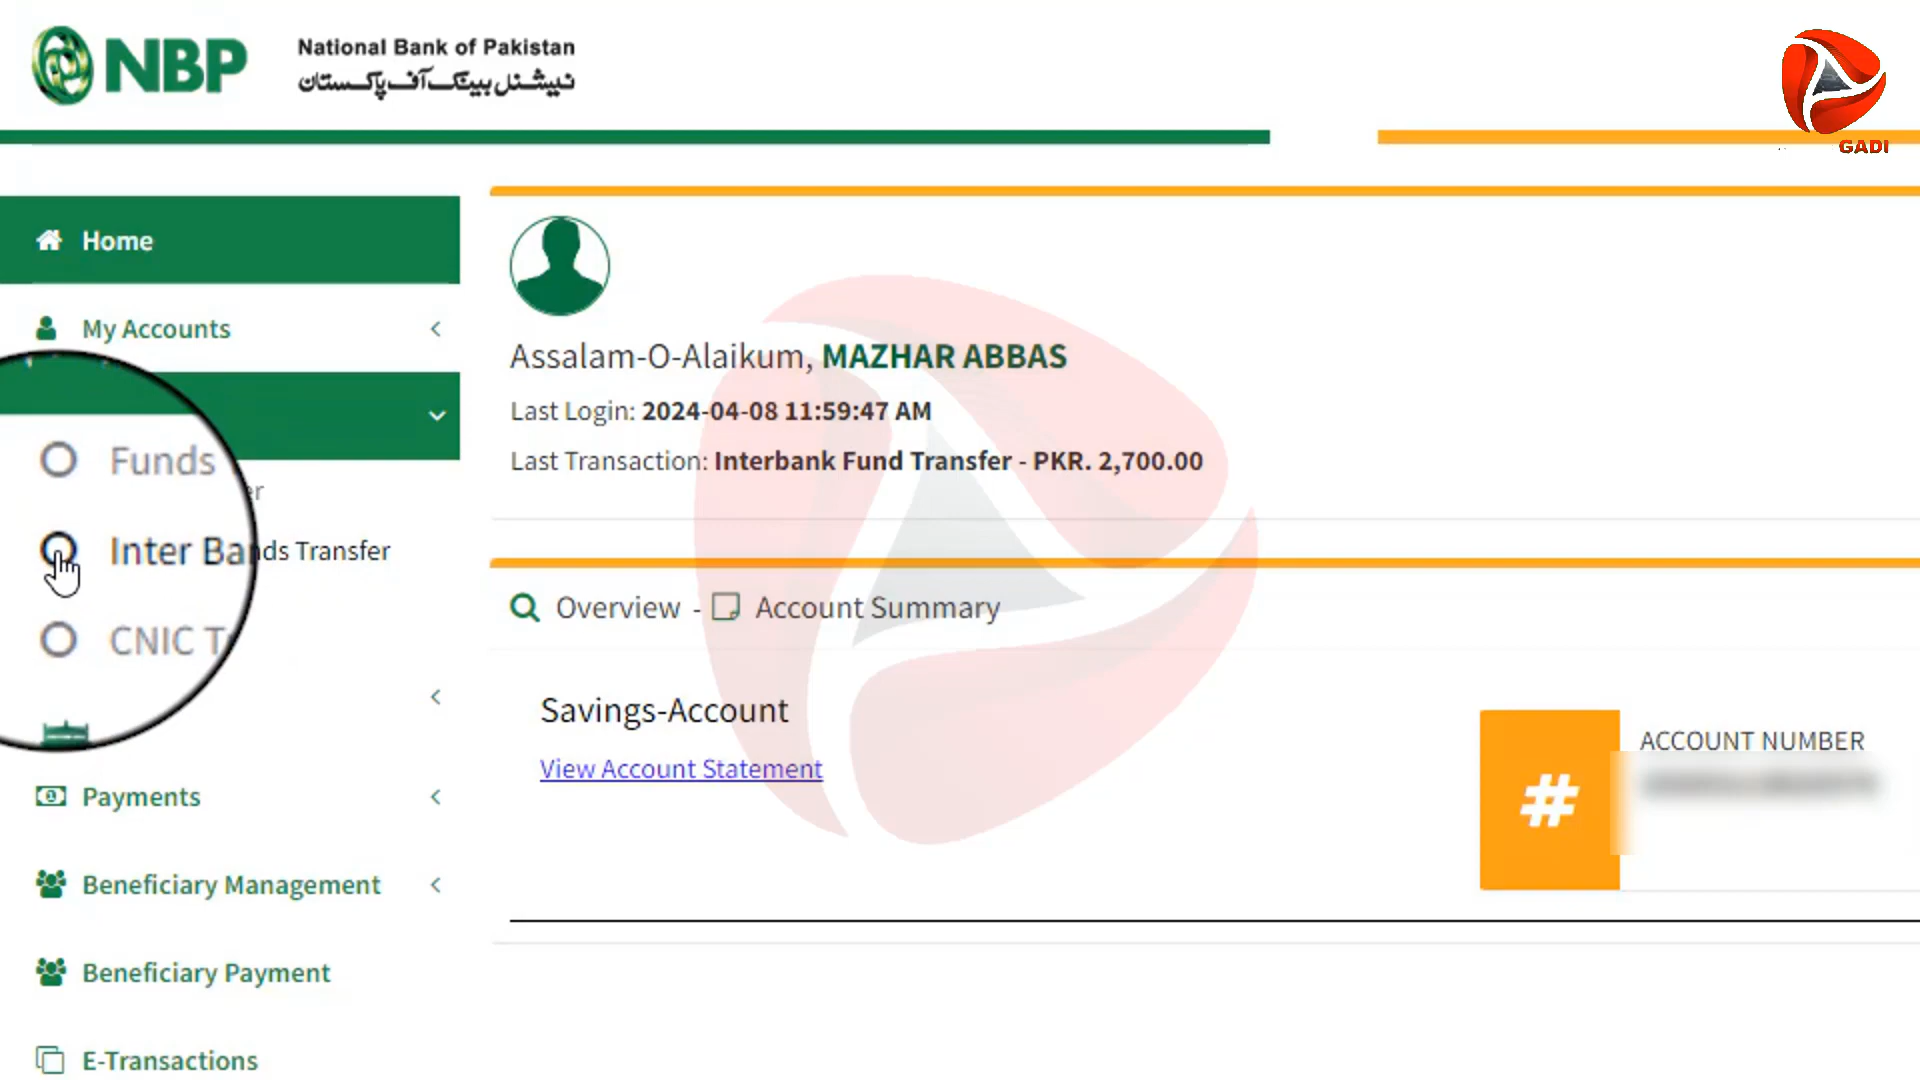 NBP
National Bank of Pakistan
نیشنل بینک آف پاکستان
GADI
Home
My Accounts
Funds
er
Inter Bands Transfer
CNIC T
Payments
Beneficiary Management
Beneficiary Payment
E-Transactions
Assalam-O-Alaikum, MAZHAR ABBAS
Last Login: 2024-04-08 11:59:47 AM
Last Transaction: Interbank Fund Transfer - PKR. 2,700.00
Overview - Account Summary
Savings-Account
View Account Statement
#
ACCOUNT NUMBER